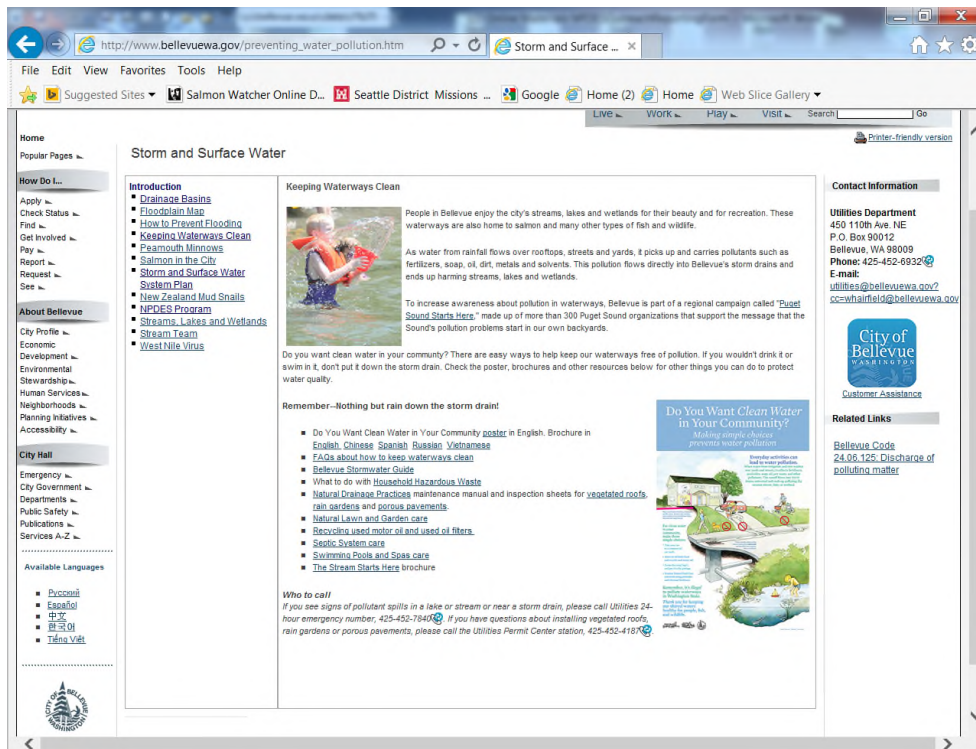 http://www.bellevuewa.gov/preventing_water_pollution.htm
Storm and Surface ...
File Edit View Favorites Tools Help
Suggested Sites
Salmon Watcher Online D...
Seattle District Missions ...
Google
Home (2)
Home
Web Slice Gallery
Live
Work
Play
Visit
Search
Go
Printer-friendly version
Home
Popular Pages
How Do I...
Apply
Check Status
Find
Get Involved
Pay
Report
Request
See
About Bellevue
City Profile
Economic
Development
Environmental
Stewardship
Human Services
Neighborhoods
Planning Initiatives
Accessibility
City Hall
Emergency
City Government
Departments
Public Safety
Publications
Services A-Z
Available Languages
Русский
Español
中文
한국어
Tiếng Việt
CITY OF BELLEVUE
WASHINGTON
Storm and Surface Water
Introduction
Drainage Basins
Floodplain Map
How to Prevent Flooding
Keeping Waterways Clean
Peamouth Minnows
Salmon in the City
Storm and Surface Water
System Plan
New Zealand Mud Snails
NPDES Program
Streams, Lakes and Wetlands
Stream Team
West Nile Virus
Keeping Waterways Clean
People in Bellevue enjoy the city's streams, lakes and wetlands for their beauty and for recreation. These
waterways are also home to salmon and many other types of fish and wildlife.
As water from rainfall flows over rooftops, streets and yards, it picks up and carries pollutants such as
fertilizers, soap, oil, dirt, metals and solvents. This pollution flows directly into Bellevue's storm drains and
ends up harming streams, lakes and wetlands.
To increase awareness about pollution in waterways, Bellevue is part of a regional campaign called "Puget
Sound Starts Here," made up of more than 300 Puget Sound organizations that support the message that the
Sound's pollution problems start in our own backyards.
Do you want clean water in your community? There are easy ways to help keep our waterways free of pollution. If you wouldn't drink it or
swim in it, don't put it down the storm drain. Check the poster, brochures and other resources below for other things you can do to protect
water quality.
Remember--Nothing but rain down the storm drain!
Do You Want Clean Water in Your Community poster in English. Brochure in
English Chinese Spanish Russian Vietnamese
FAQs about how to keep waterways clean
Bellevue Stormwater Guide
What to do with Household Hazardous Waste
Natural Drainage Practices maintenance manual and inspection sheets for vegetated roofs,
rain gardens and porous pavements.
Natural Lawn and Garden care
Recycling used motor oil and used oil filters
Septic System care
Swimming Pools and Spas care
The Stream Starts Here brochure
Who to call
If you see signs of pollutant spills in a lake or stream or near a storm drain, please call Utilities 24-
hour emergency number, 425-452-7840. If you have questions about installing vegetated roofs,
rain gardens or porous pavements, please call the Utilities Permit Center station, 425-452-4187.
Do You Want Clean Water
in Your Community?
Making simple choices
prevents water pollution
Everyday activities can
lead to water pollution.
Contact Information
Utilities Department
450 110th Ave. NE
P.O. Box 90012
Bellevue, WA 98009
Phone: 425-452-6932
E-mail:
utilities@bellevuewa.gov?
cc=whairfield@bellevuewa.gov
City of
Bellevue
WASHINGTON
Customer Assistance
Related Links
Bellevue Code
24.06.125: Discharge of
polluting matter